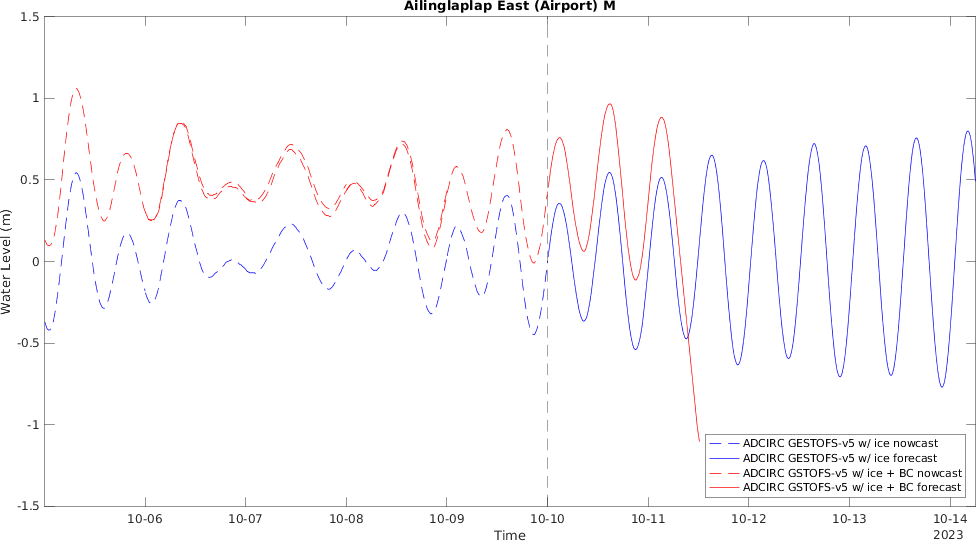 Ailinglaplap East (Airport) M
Water Level (m)
1.5
1
0.5
0
-0.5
-1
-1.5
10-06
10-07
10-08
10-09
10-10
10-11
10-12
10-13
10-14
2023
Time
ADCIRC GESTOFS-v5 w/ ice nowcast
ADCIRC GESTOFS-v5 w/ ice forecast
ADCIRC GSTOFS-v5 w/ ice + BC nowcast
ADCIRC GSTOFS-v5 w/ ice + BC forecast